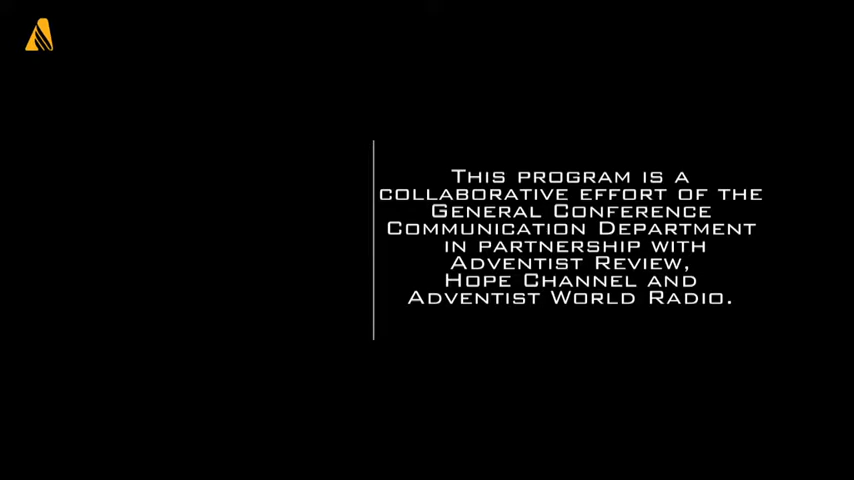 This program is a
collaborative effort of the
General Conference
Communication Department
in partnership with
Adventist Review,
Hope Channel and
Adventist World Radio.